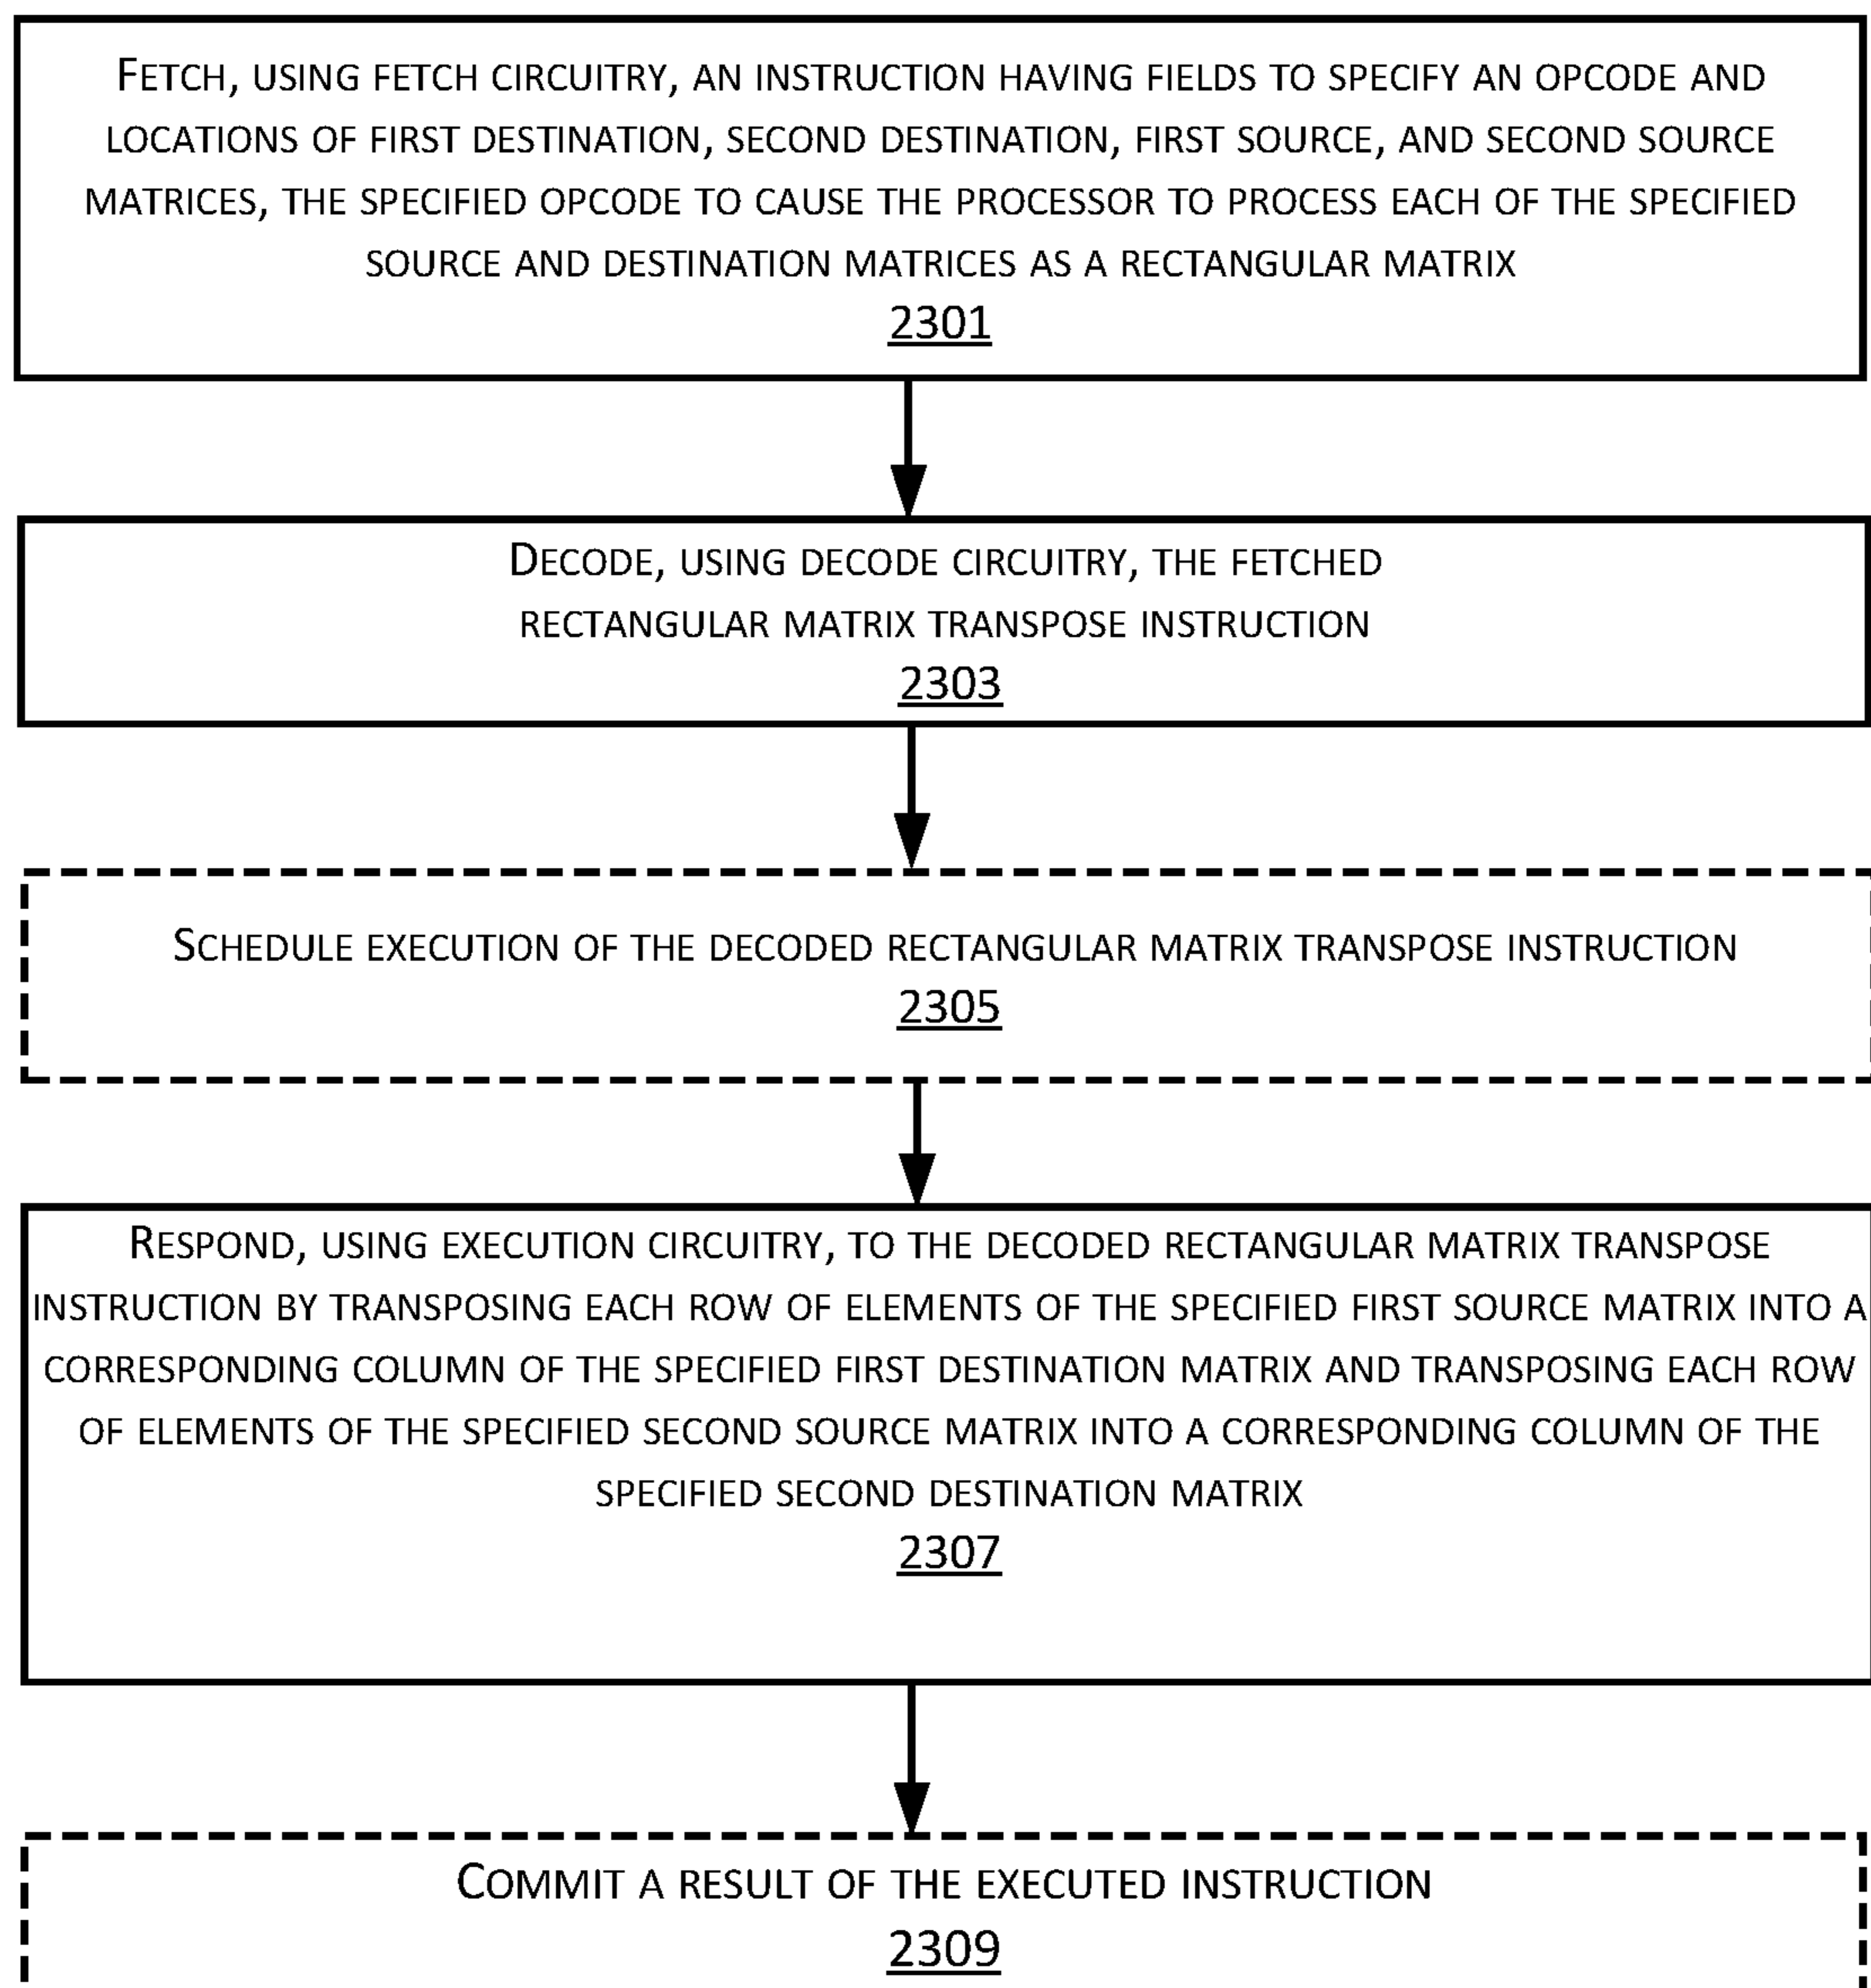 FETCH, USING FETCH CIRCUITRY, AN INSTRUCTION HAVING FIELDS TO SPECIFY AN OPCODE AND
LOCATIONS OF FIRST DESTINATION, SECOND DESTINATION, FIRST SOURCE, AND SECOND SOURCE
MATRICES, THE SPECIFIED OPCODE TO CAUSE THE PROCESSOR TO PROCESS EACH OF THE SPECIFIED
SOURCE AND DESTINATION MATRICES AS A RECTANGULAR MATRIX
2301
DECODE, USING DECODE CIRCUITRY, THE FETCHED
RECTANGULAR MATRIX TRANSPOSE INSTRUCTION
2303
SCHEDULE EXECUTION OF THE DECODED RECTANGULAR MATRIX TRANSPOSE INSTRUCTION
2305
RESPOND, USING EXECUTION CIRCUITRY, TO THE DECODED RECTANGULAR MATRIX TRANSPOSE
INSTRUCTION BY TRANSPOSING EACH ROW OF ELEMENTS OF THE SPECIFIED FIRST SOURCE MATRIX INTO A
CORRESPONDING COLUMN OF THE SPECIFIED FIRST DESTINATION MATRIX AND TRANSPOSING EACH ROW
OF ELEMENTS OF THE SPECIFIED SECOND SOURCE MATRIX INTO A CORRESPONDING COLUMN OF THE
SPECIFIED SECOND DESTINATION MATRIX
2307
COMMIT A RESULT OF THE EXECUTED INSTRUCTION
2309